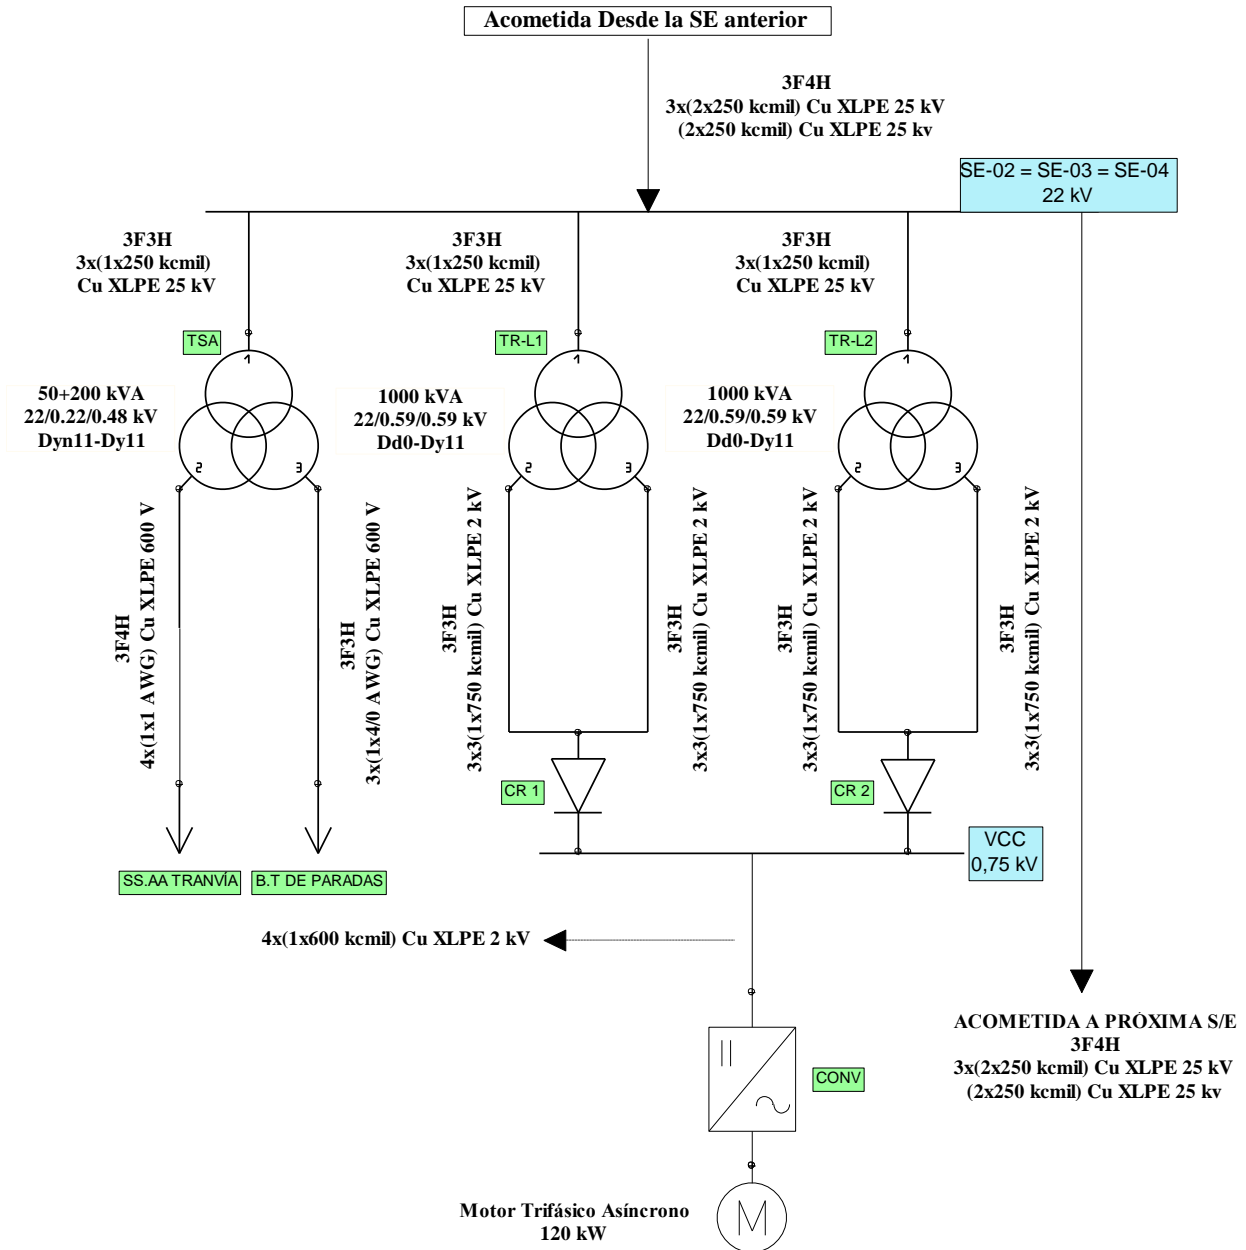 Acometida Desde la SE anterior
3F4H
3x(2x250 kcmil) Cu XLPE 25 kV
(2x250 kcmil) Cu XLPE 25 kv
SE-02 = SE-03 = SE-04
22 kV
3F3H
3x(1x250 kcmil)
Cu XLPE 25 kV
3F3H
3x(1x250 kcmil)
Cu XLPE 25 kV
3F3H
3x(1x250 kcmil)
Cu XLPE 25 kV
TSA
1
2
3
50+200 kVA
22/0.22/0.48 kV
Dyn11-Dy11
TR-L1
1
2
3
1000 kVA
22/0.59/0.59 kV
Dd0-Dy11
TR-L2
1
2
3
1000 kVA
22/0.59/0.59 kV
Dd0-Dy11
3F4H
4x(1x1 AWG) Cu XLPE 600 V
3F3H
3x(1x4/0 AWG) Cu XLPE 600 V
3F3H
3x3(1x750 kcmil) Cu XLPE 2 kV
3F3H
3x3(1x750 kcmil) Cu XLPE 2 kV
3F3H
3x3(1x750 kcmil) Cu XLPE 2 kV
3F3H
3x3(1x750 kcmil) Cu XLPE 2 kV
CR 1
CR 2
SS.AA TRANVÍA
B.T DE PARADAS
VCC
0,75 kV
4x(1x600 kcmil) Cu XLPE 2 kV
ACOMETIDA A PRÓXIMA S/E
3F4H
3x(2x250 kcmil) Cu XLPE 25 kV
(2x250 kcmil) Cu XLPE 25 kv
CONV
Motor Trifásico Asíncrono
120 kW
M